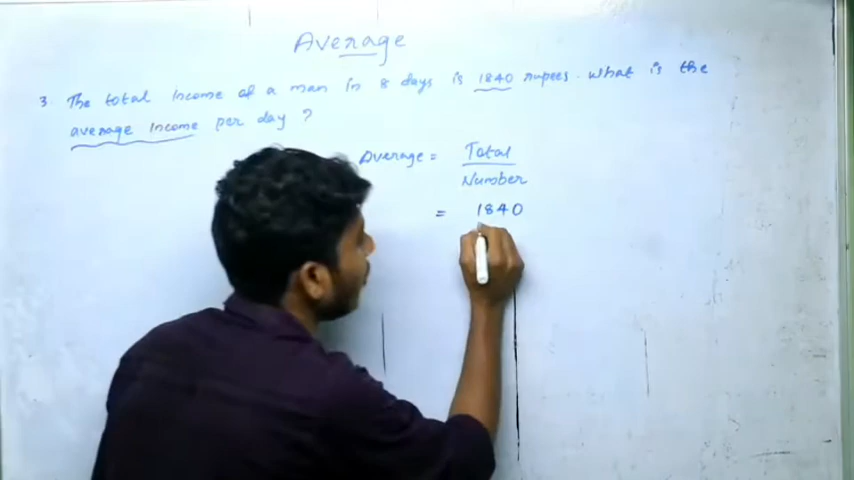 Average
3. The total income of a man in 8 days is 1840 rupees. what is the
average income per day ?
Average = Total
Number
= 1840